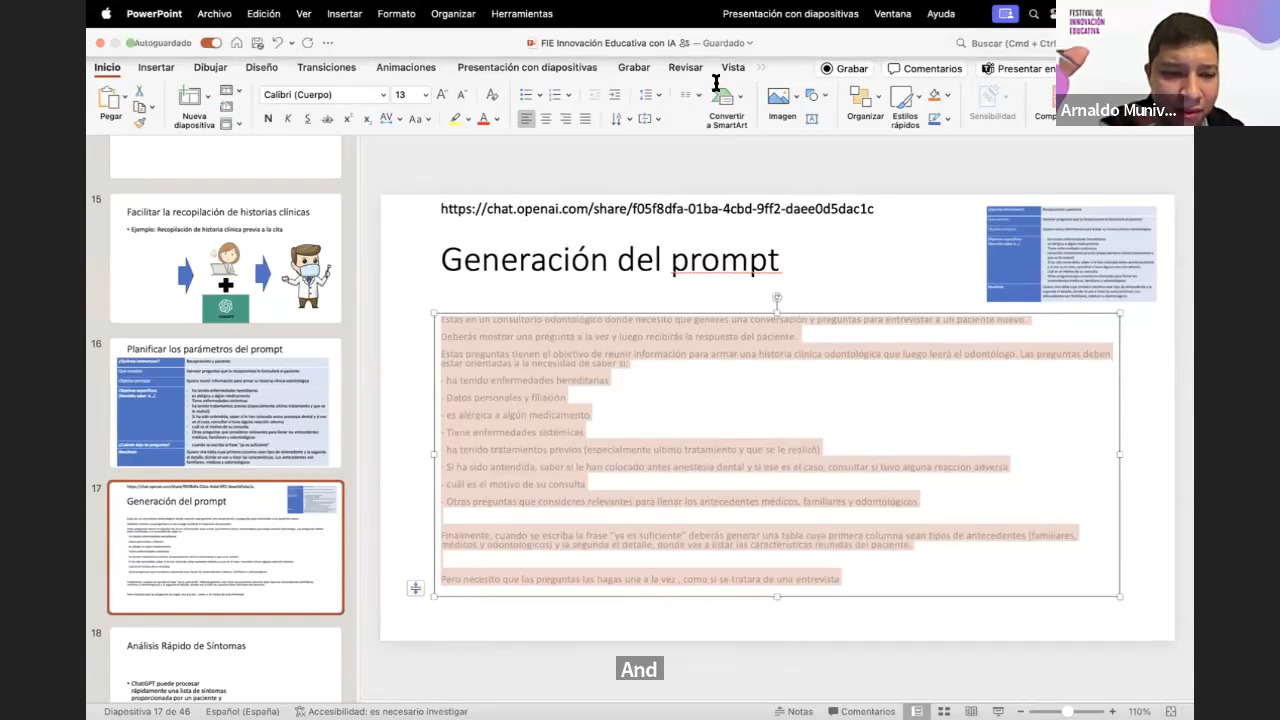 PowerPoint Archivo Edición Ver Insertar Formato Organizar Herramientas Presentación con diapositivas Ventana Ayuda
FESTIVAL DE
INNOVACIÓN
EDUCATIVA
Autoguardado FIE Innovación Educativa con IA — Guardado Buscar (Cmd + Ctrl
Inicio Insertar Dibujar Diseño Transiciones Animaciones Presentación con diapositivas Grabar Revisar Vista Grabar Comentarios Presentar en
Arnaldo Muniv...
Calibri (Cuerpo) 13
Pegar Nueva diapositiva N K S Convertir a SmartArt Imagen Organizar Estilos rápidos Sensibilidad
15
Facilitar la recopilación de historias clínicas
• Ejemplo: Recopilación de historia clínica previa a la cita
16
Planificar los parámetros del prompt
17
Generación del prompt
18
Análisis Rápido de Síntomas
• ChatGPT puede procesar
rápidamente una lista de síntomas
proporcionada por un paciente y
https://chat.openai.com/share/f05f8dfa-01ba-4cbd-9ff2-daee0d5dac1c
Generación del prompt
Estas en un consultorio odontológico donde necesito que generes una conversación y preguntas para entrevistar a un paciente nuevo.
Deberás mostrar una pregunta a la vez y luego recibirás la respuesta del paciente.
Estas preguntas tienen el objetivo de reunir información para armar una historia clínica odontológica que luego leerá el odontólogo. Las preguntas deben
estar orientadas a la necesidad de saber si:
- ha tenido enfermedades hereditarias
- Datos personales y filiación
- es alérgica a algún medicamento
- Tiene enfermedades sistémicas
- ha tenido tratamientos previos (especialmente último tratamiento y que se le realizó)
- Si ha sido antendida, saber si le han colocado antes anestesia dental y si ese es el caso, consultar si tuvo alguna reacción adversa
- cuál es el motivo de su consulta
- Otras preguntas que consideres relevantes para llenar los antecedentes médicos, familiares y odontológicos
Finalmente, cuando se escriba la frase "ya es suficiente" deberás generar una tabla cuya primera columna sean tipos de antecedentes (familiares,
médicos y odontológicos) y la segunda el detalle, donde vas a listar las características reunidas del paciente.
las preguntas una a la vez, como si se tratara de una entrevista
And
Diapositiva 17 de 46 Español (España) Accesibilidad: es necesario investigar Notas Comentarios 110%